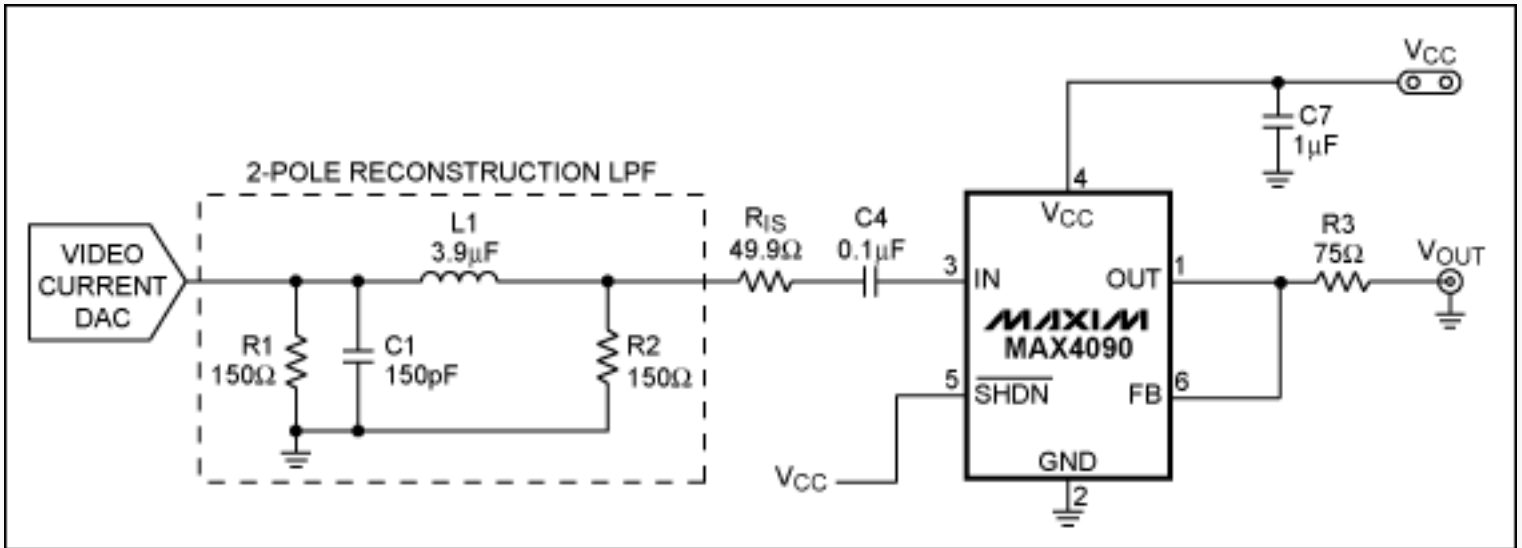 VCC
C7
1µF
2-POLE RECONSTRUCTION LPF
4
VCC
VIDEO
CURRENT
DAC
L1
3.9µF
RIS
49.9Ω
C4
0.1µF
R3
75Ω
VOUT
3
IN
OUT
1
MAXIM
MAX4090
R1
150Ω
C1
150pF
R2
150Ω
5
SHDN
FB
6
VCC
GND
2